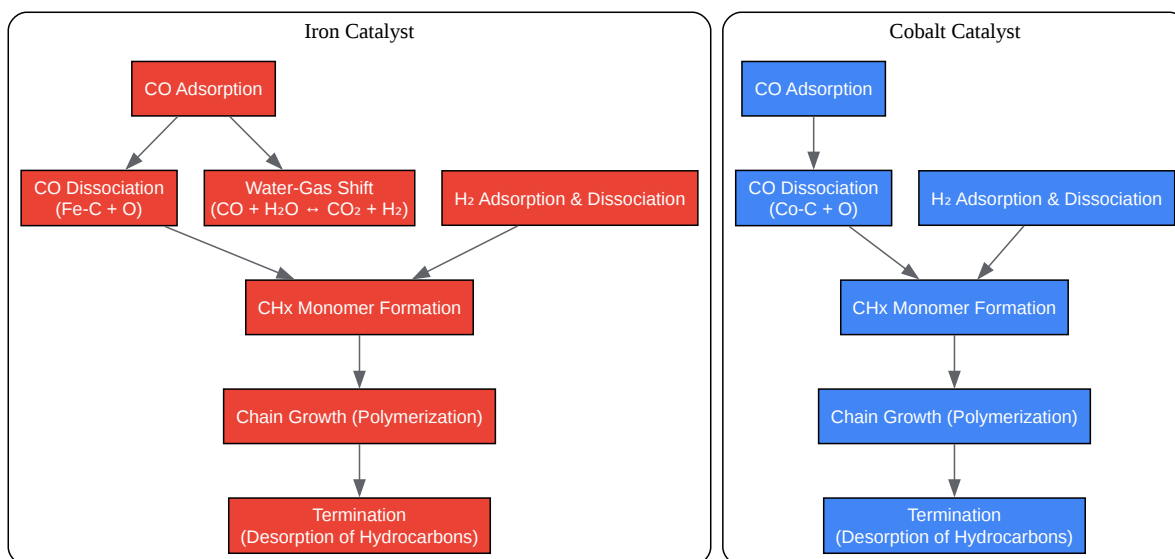 Iron Catalyst
CO Adsorption
CO Dissociation
(Fe-C + O)
Water-Gas Shift
(CO + H₂O ↔ CO₂ + H₂)
H₂ Adsorption & Dissociation
CHx Monomer Formation
Chain Growth (Polymerization)
Termination
(Desorption of Hydrocarbons)
Cobalt Catalyst
CO Adsorption
CO Dissociation
(Co-C + O)
H₂ Adsorption & Dissociation
CHx Monomer Formation
Chain Growth (Polymerization)
Termination
(Desorption of Hydrocarbons)